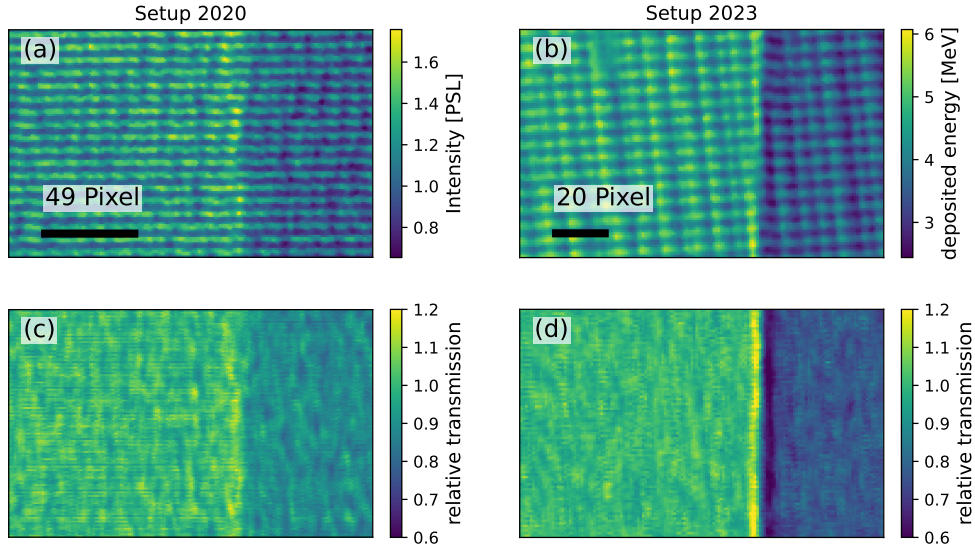 Setup 2020
Setup 2023
(a)
49 Pixel
1.6
1.4
1.2
1.0
0.8
Intensity [PSL]
(b)
20 Pixel
6
5
4
3
deposited energy [MeV]
(c)
1.2
1.1
1.0
0.9
0.8
0.7
0.6
relative transmission
(d)
1.2
1.1
1.0
0.9
0.8
0.7
0.6
relative transmission